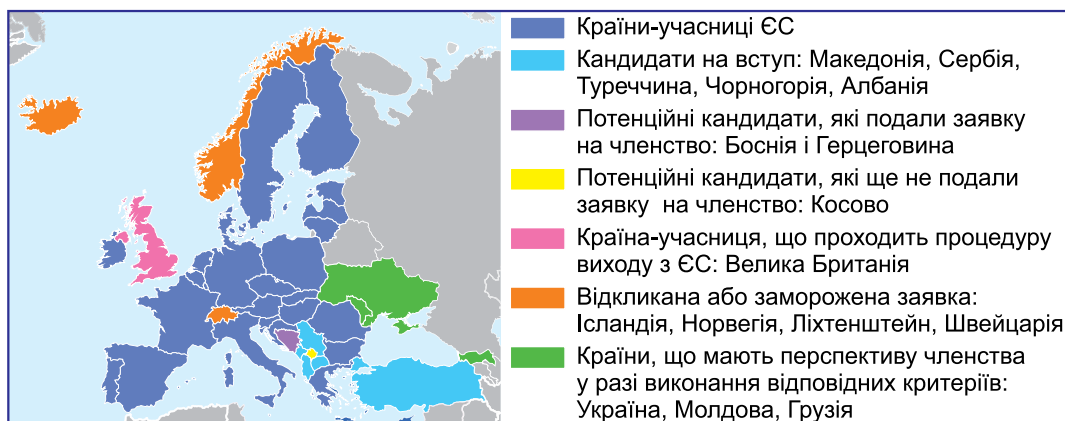 Країни-учасниці ЄС
Кандидати на вступ: Македонія, Сербія,
Туреччина, Чорногорія, Албанія
Потенційні кандидати, які подали заявку
на членство: Боснія і Герцеговина
Потенційні кандидати, які ще не подали
заявку на членство: Косово
Країна-учасниця, що проходить процедуру
виходу з ЄС: Велика Британія
Відкликана або заморожена заявка:
Ісландія, Норвегія, Ліхтенштейн, Швейцарія
Країни, що мають перспективу членства
у разі виконання відповідних критеріїв:
Україна, Молдова, Грузія